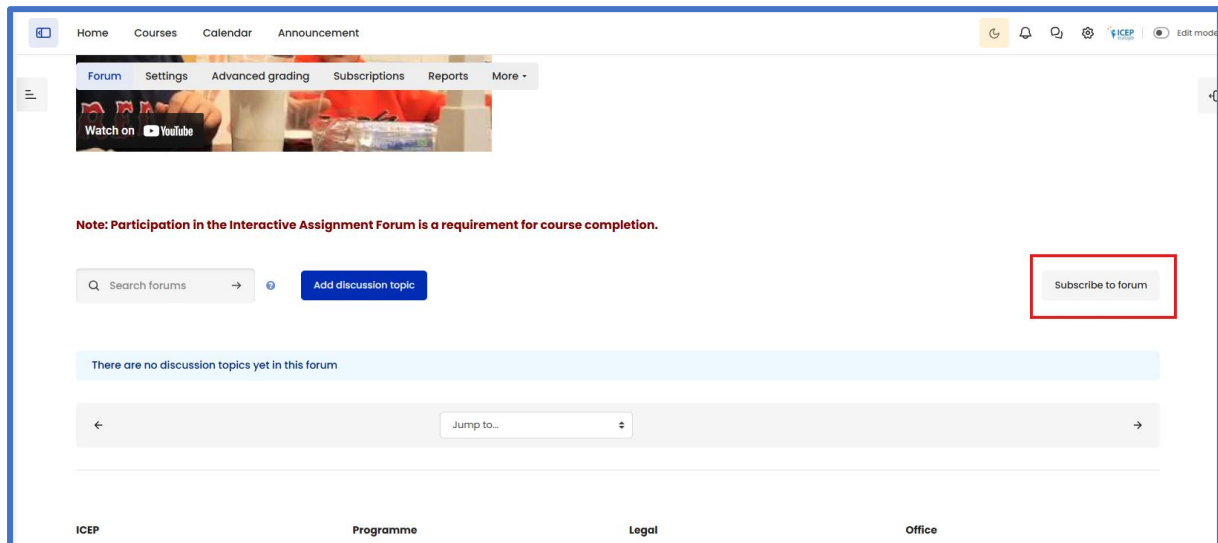 Home Courses Calendar Announcement ICEP Edit mode
Forum Settings Advanced grading Subscriptions Reports More
Watch on YouTube
Note: Participation in the Interactive Assignment Forum is a requirement for course completion.
Search forums Add discussion topic Subscribe to forum
There are no discussion topics yet in this forum
Jump to...
ICEP Programme Legal Office